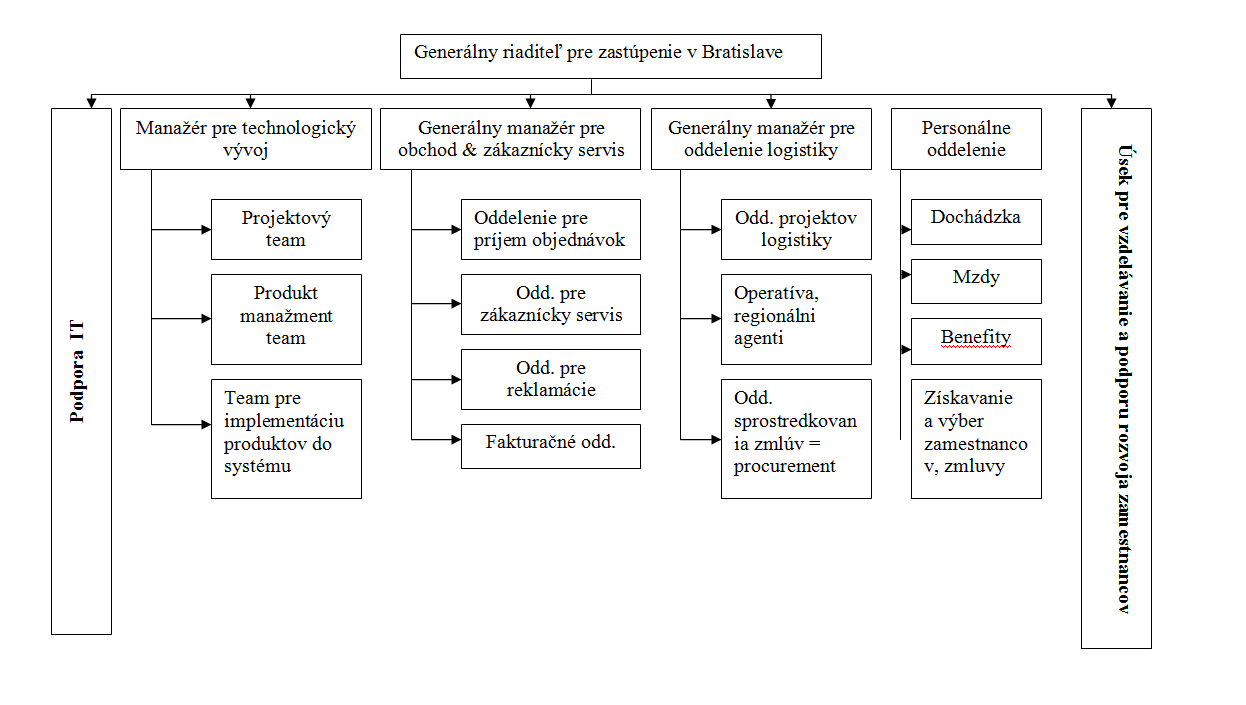 Generálny riaditeľ pre zastúpenie v Bratislave
Podpora IT
Manažér pre technologický
vývoj
Projektový
team
Produkt
manažment
team
Team pre
implementáciu
produktov do
systému
Generálny manažér pre
obchod & zákaznícky servis
Oddelenie pre
príjem objednávok
Odd. pre
zákaznícky servis
Odd. pre
reklamácie
Fakturačné odd.
Generálny manažér pre
oddelenie logistiky
Odd. projektov
logistiky
Operatíva,
regionálni
agenti
Odd.
sprostredkovan
ia zmlúv =
procurement
Personálne
oddelenie
Dochádzka
Mzdy
Benefity
Získavanie
a výber
zamestnanco
v, zmluvy
Úsek pre vzdelávanie a podporu rozvoja zamestnancov